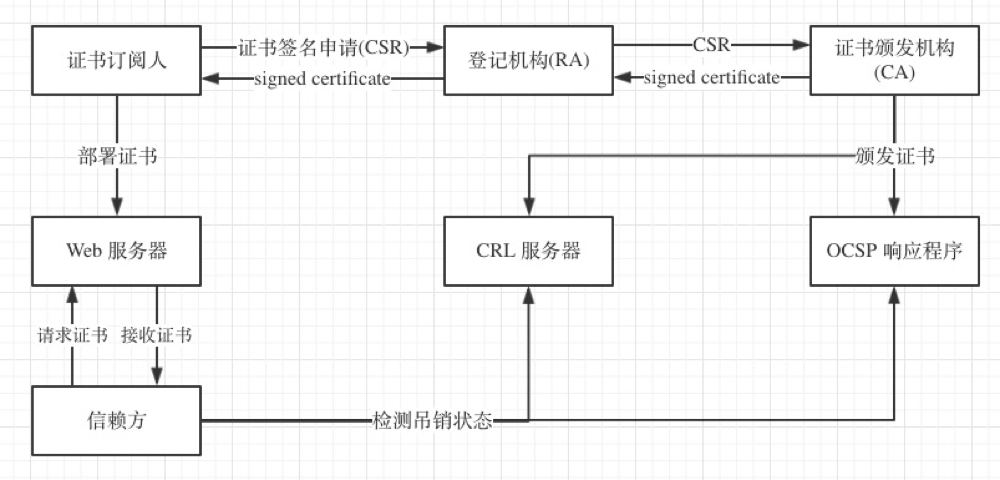 证书订阅人
证书签名申请(CSR)
signed certificate
登记机构(RA)
CSR
signed certificate
证书颁发机构
(CA)
部署证书
颁发证书
Web 服务器
CRL 服务器
OCSP 响应程序
请求证书
接收证书
信赖方
检测吊销状态